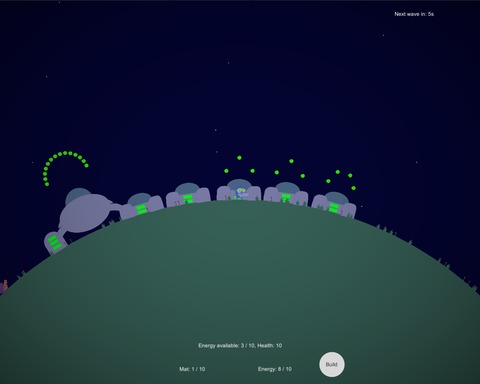 Next wave in: 5s
Energy available: 3 / 10, Health: 10
Mat: 1 / 10
Energy: 8 / 10
Build